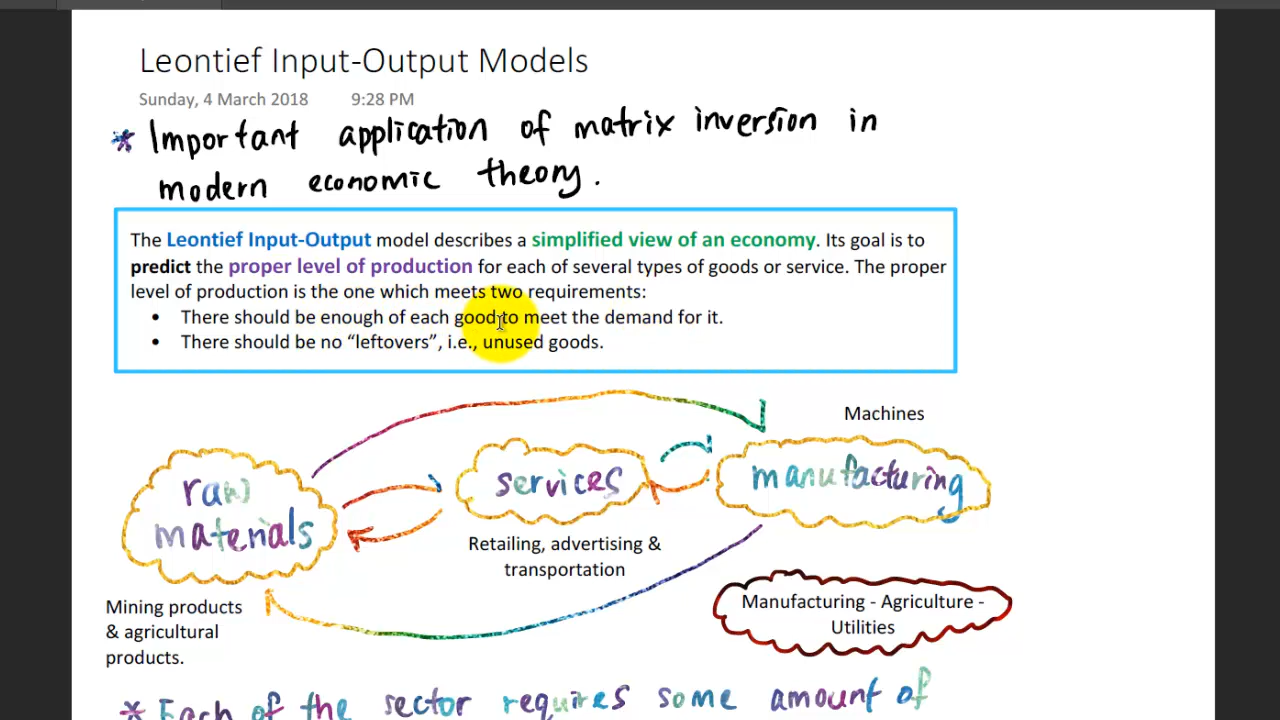 Leontief Input-Output Models
Sunday, 4 March 2018 9:28 PM
* Important application of matrix inversion in
modern economic theory.
The Leontief Input-Output model describes a simplified view of an economy. Its goal is to
predict the proper level of production for each of several types of goods or service. The proper
level of production is the one which meets two requirements:
• There should be enough of each good to meet the demand for it.
• There should be no “leftovers”, i.e., unused goods.
Machines
raw
materials
services
manufacturing
Retailing, advertising &
transportation
Mining products
& agricultural
products.
Manufacturing - Agriculture -
Utilities
* Each of the sector requires some amount of